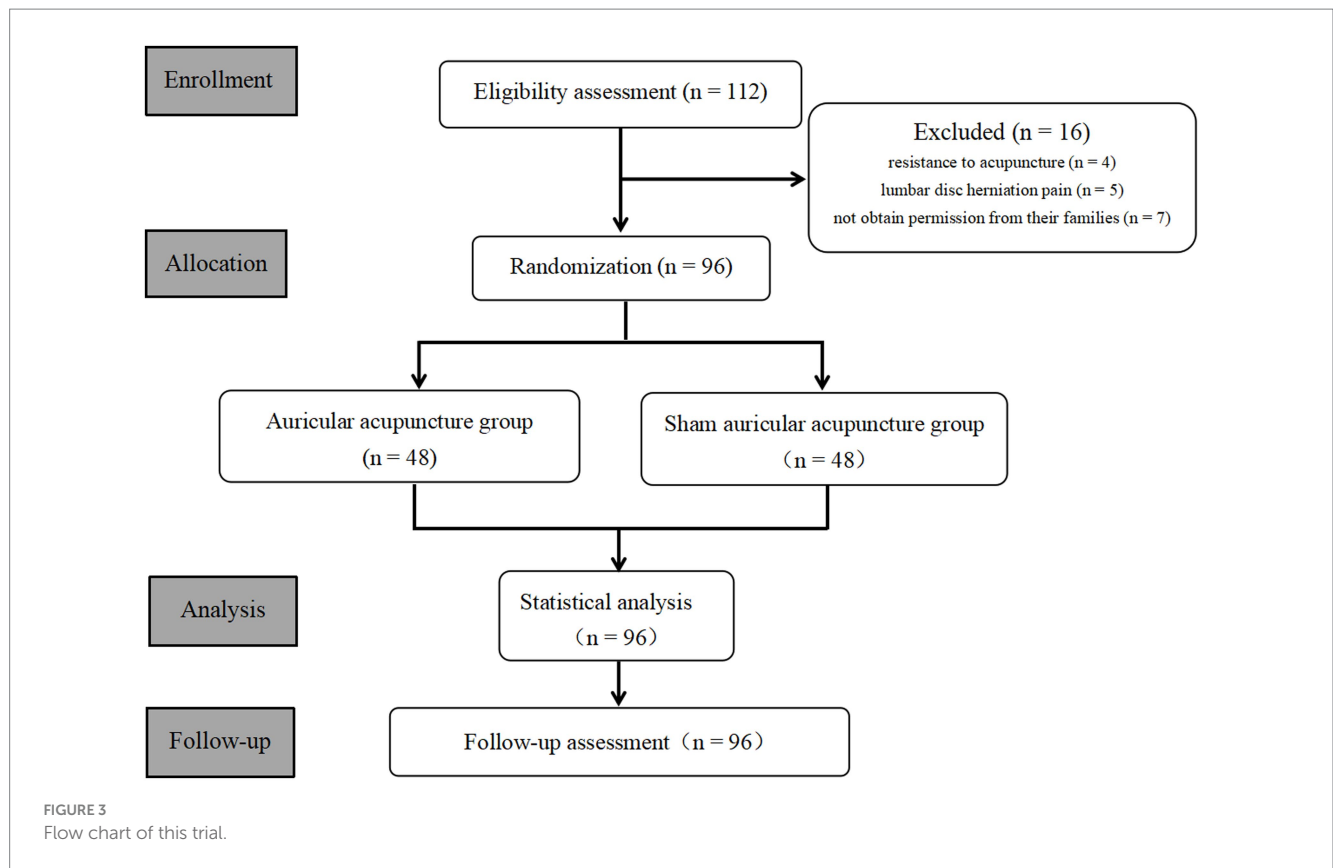 Enrollment
Eligibility assessment (n = 112)
Excluded (n = 16)
resistance to acupuncture (n = 4)
lumbar disc herniation pain (n = 5)
not obtain permission from their families (n = 7)
Allocation
Randomization (n = 96)
Auricular acupuncture group
(n = 48)
Sham auricular acupuncture group
（n = 48）
Analysis
Statistical analysis
（n = 96）
Follow-up
Follow-up assessment（n = 96）
FIGURE 3
Flow chart of this trial.